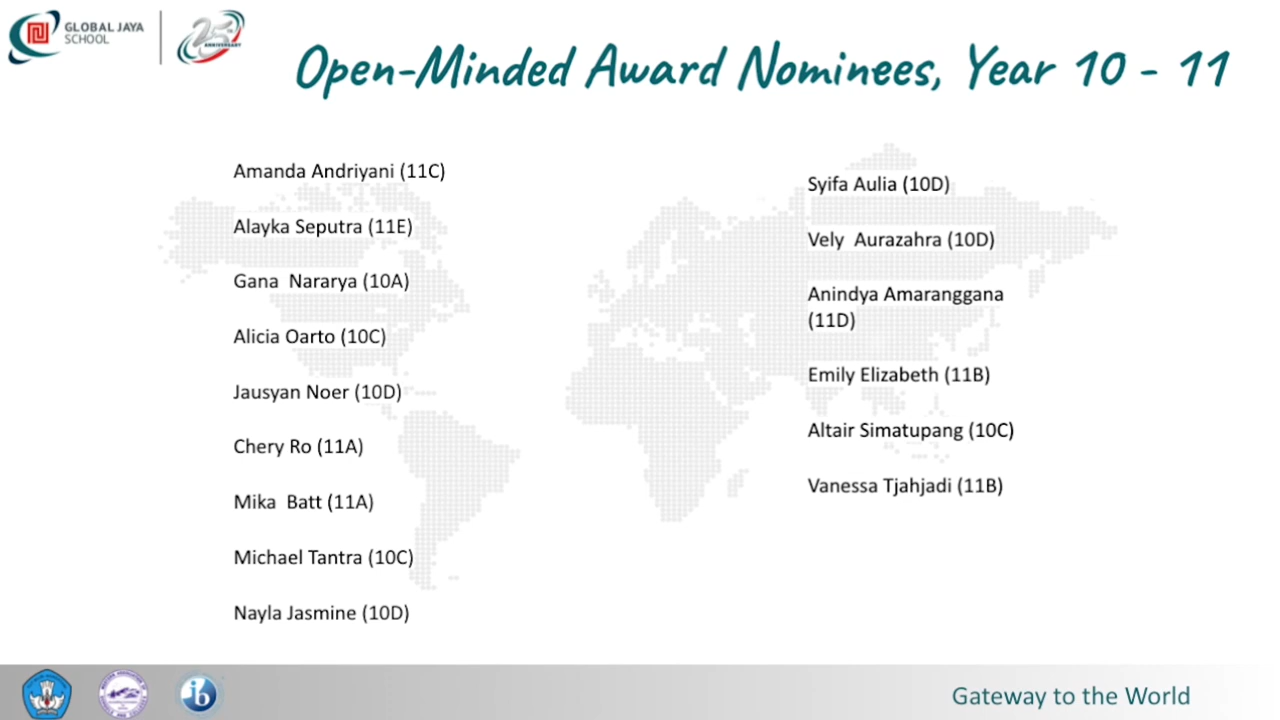 GLOBAL JAYA
SCHOOL
25th
ANNIVERSARY
Open-Minded Award Nominees, Year 10 - 11
Amanda Andriyani (11C)
Alayka Seputra (11E)
Gana  Nararya (10A)
Alicia Oarto (10C)
Jausyan Noer (10D)
Chery Ro (11A)
Mika  Batt (11A)
Michael Tantra (10C)
Nayla Jasmine (10D)
Syifa Aulia (10D)
Vely  Aurazahra (10D)
Anindya Amaranggana
(11D)
Emily Elizabeth (11B)
Altair Simatupang (10C)
Vanessa Tjahjadi (11B)
ib
Gateway to the World